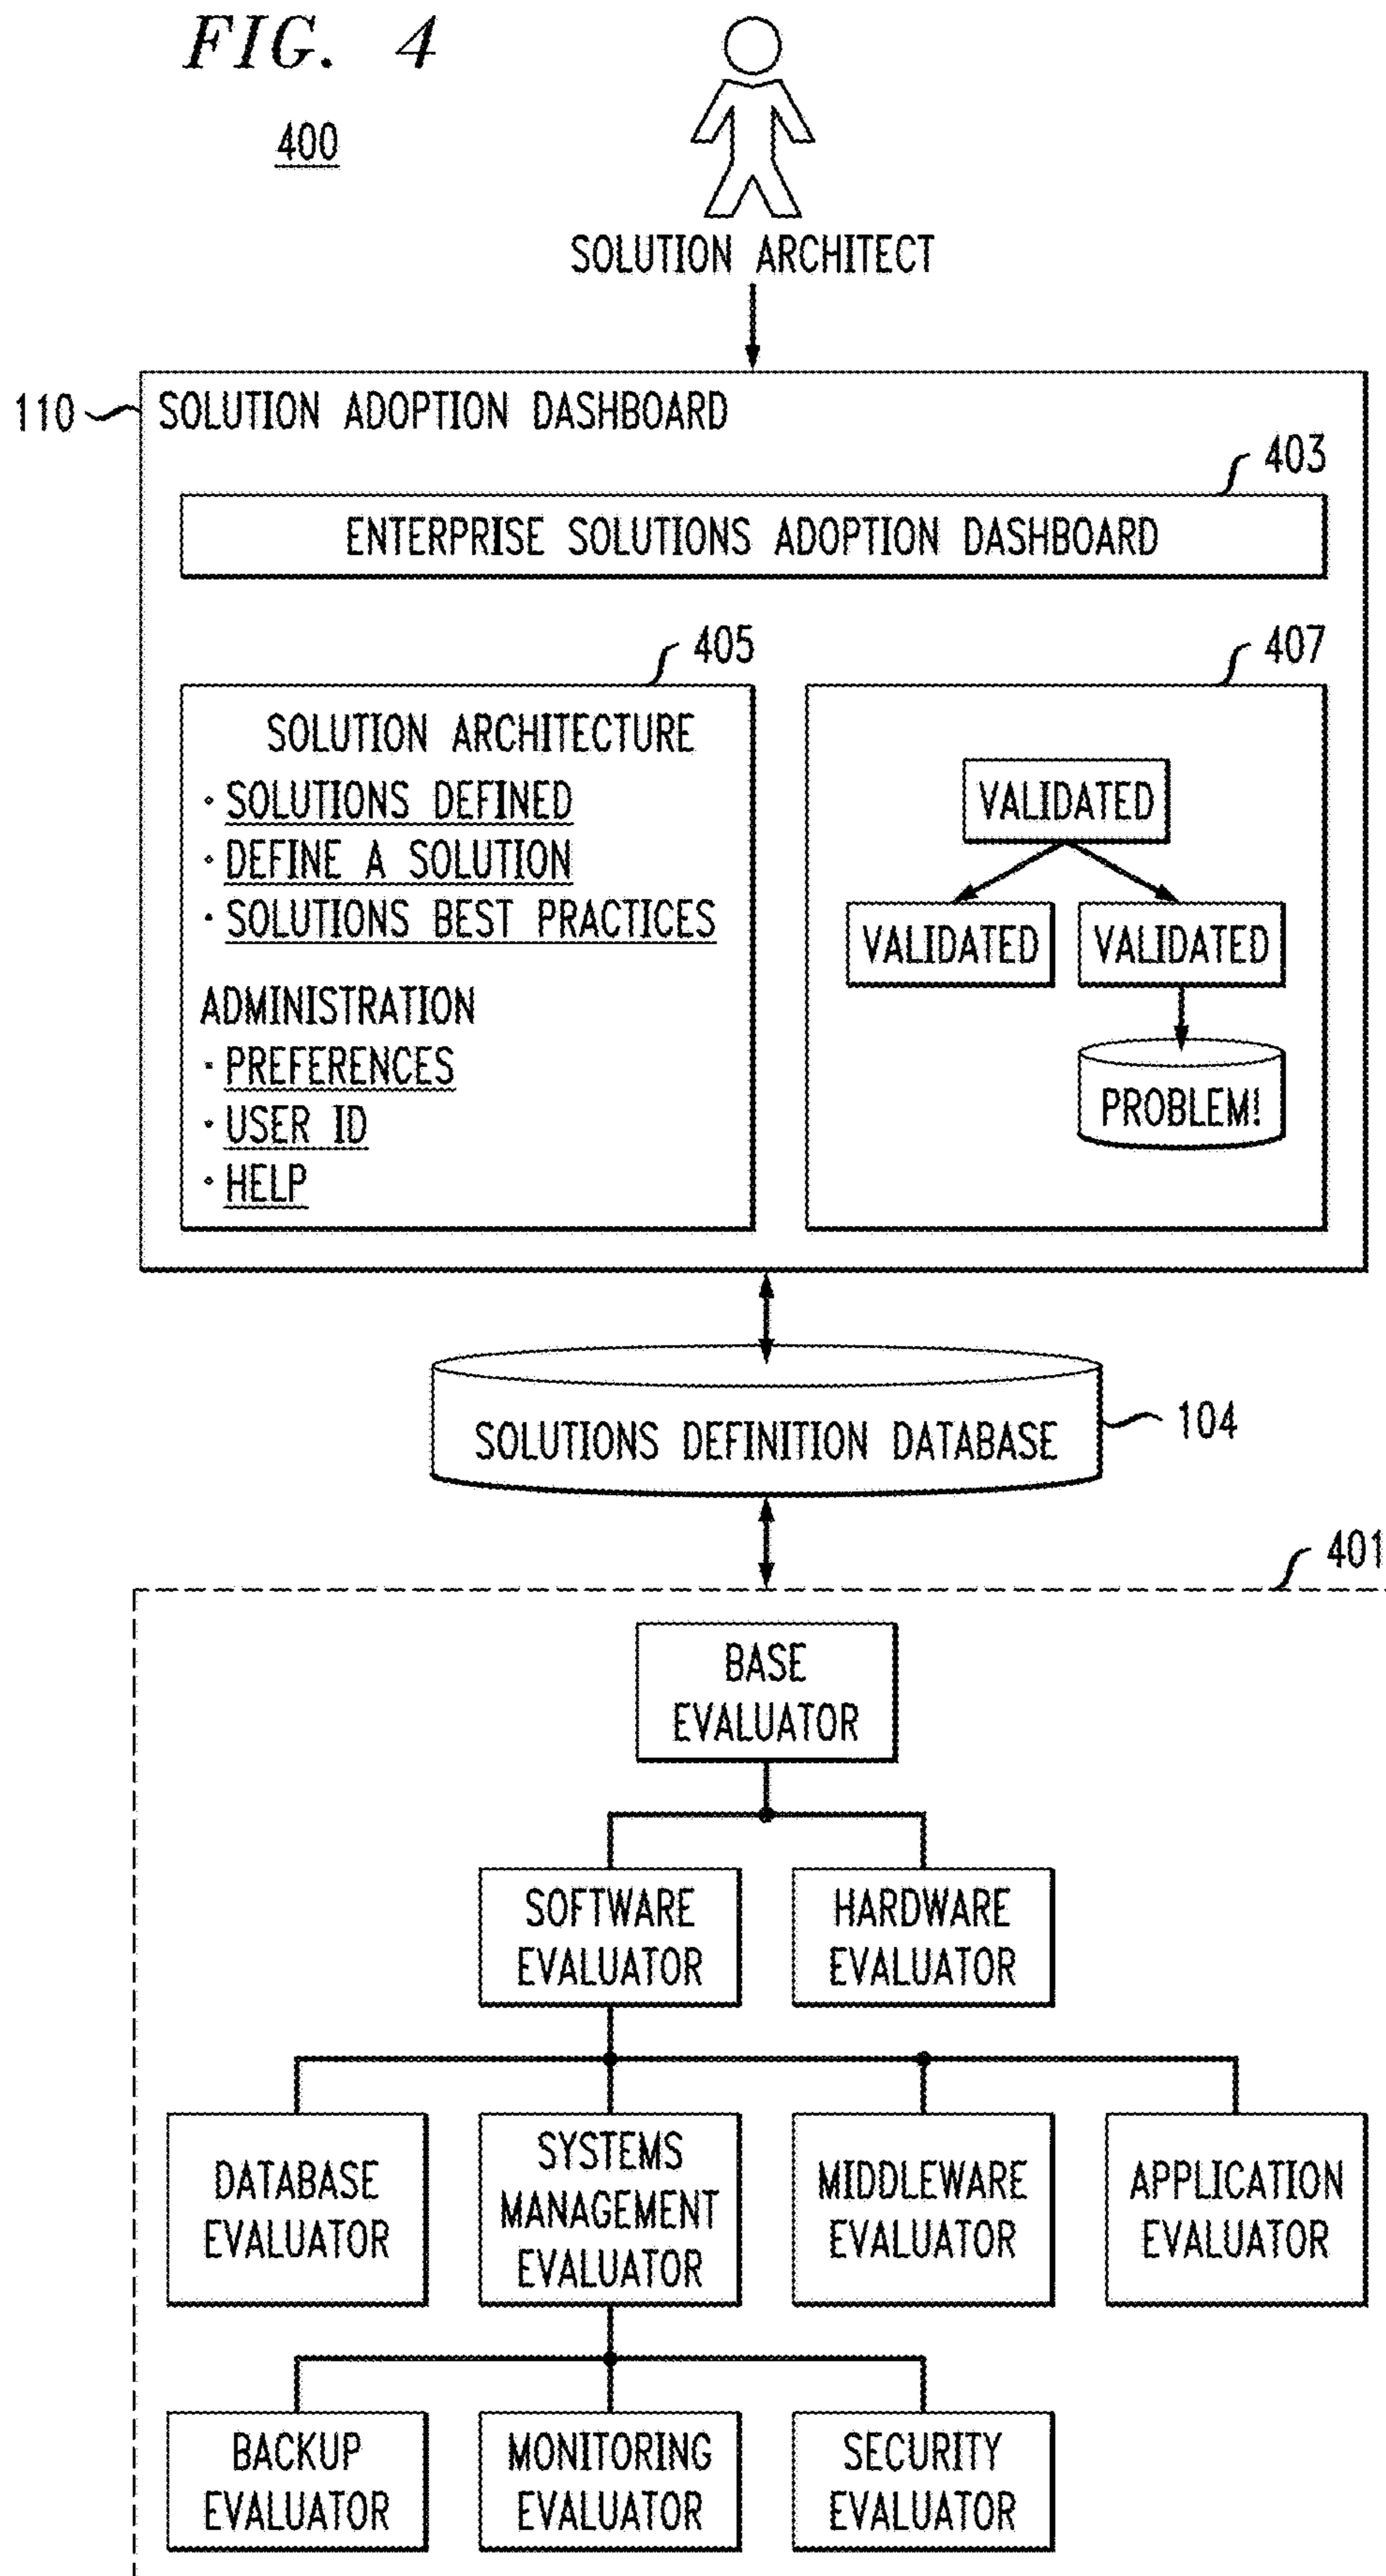 FIG. 4
400
SOLUTION ARCHITECT
110
SOLUTION ADOPTION DASHBOARD
403
ENTERPRISE SOLUTIONS ADOPTION DASHBOARD
405
SOLUTION ARCHITECTURE
· SOLUTIONS DEFINED
· DEFINE A SOLUTION
· SOLUTIONS BEST PRACTICES
ADMINISTRATION
· PREFERENCES
· USER ID
· HELP
407
VALIDATED
VALIDATED
VALIDATED
PROBLEM!
SOLUTIONS DEFINITION DATABASE
104
401
BASE
EVALUATOR
SOFTWARE
EVALUATOR
HARDWARE
EVALUATOR
DATABASE
EVALUATOR
SYSTEMS
MANAGEMENT
EVALUATOR
MIDDLEWARE
EVALUATOR
APPLICATION
EVALUATOR
BACKUP
EVALUATOR
MONITORING
EVALUATOR
SECURITY
EVALUATOR